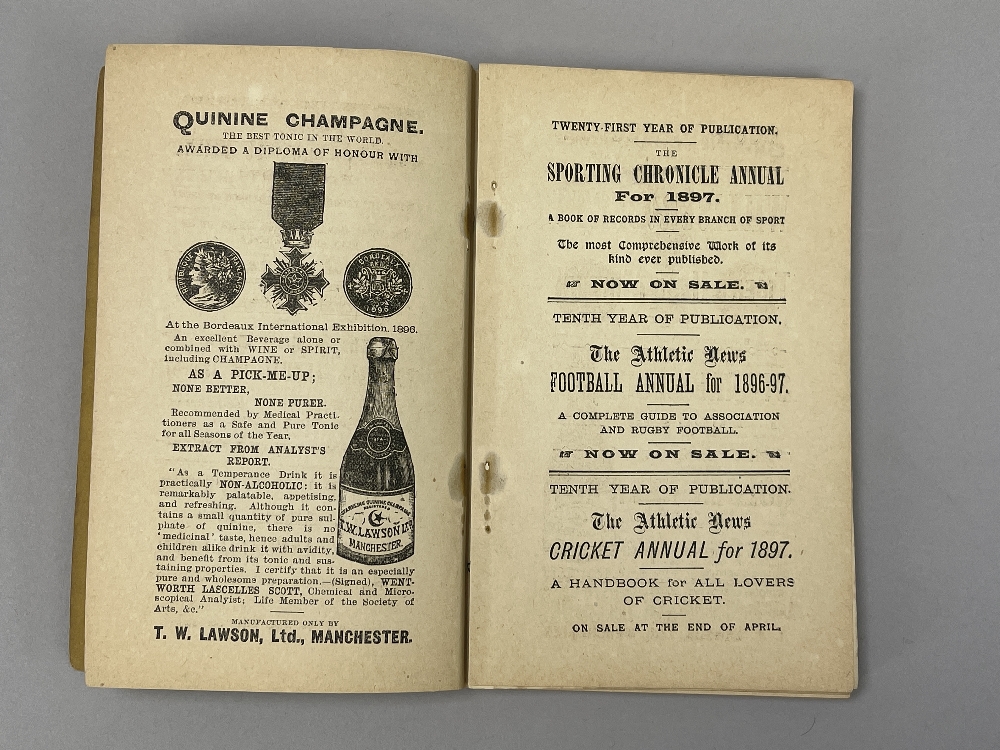 QUININE CHAMPAGNE.
THE BEST TONIC IN THE WORLD.
AWARDED A DIPLOMA OF HONOUR WITH
REPUBLIQUE FRANCAISE
BORDEAUX
1896
At the Bordeaux International Exhibition, 1896.
An excellent Beverage alone or
combined with WINE or SPIRIT,
including CHAMPAGNE.
AS A PICK-ME-UP;
NONE BETTER,
NONE PURER.
Recommended by Medical Practi-
tioners as a Safe and Pure Tonic
for all Seasons of the Year.
EXTRACT FROM ANALYST'S
REPORT.
"As a Temperance Drink it is
practically NON-ALCOHOLIC: it is
remarkably palatable, appetising,
and refreshing. Although it con-
tains a small quantity of pure sul-
phate of quinine, there is no
'medicinal' taste, hence adults and
children alike drink it with avidity,
and benefit from its tonic and sus-
taining properties. I certify that it is an especially
pure and wholesome preparation.—(Signed), WENT-
WORTH LASCELLES SCOTT, Chemical and Micro-
scopical Analyist; Life Member of the Society of
Arts, &c."
SPARKLING QUININE CHAMPAGNE
REGISTERED
T.W. LAWSON LTD
MANCHESTER.
MANUFACTURED ONLY BY
T. W. LAWSON, Ltd., MANCHESTER.
TWENTY-FIRST YEAR OF PUBLICATION.
THE
SPORTING CHRONICLE ANNUAL
For 1897.
A BOOK OF RECORDS IN EVERY BRANCH OF SPORT
The most Comprehensive Work of its
kind ever published.
☞ NOW ON SALE. ☜
TENTH YEAR OF PUBLICATION.
The Athletic News
FOOTBALL ANNUAL for 1896-97.
A COMPLETE GUIDE TO ASSOCIATION
AND RUGBY FOOTBALL.
☞ NOW ON SALE. ☜
TENTH YEAR OF PUBLICATION.
The Athletic News
CRICKET ANNUAL for 1897.
A HANDBOOK for ALL LOVERS
OF CRICKET.
ON SALE AT THE END OF APRIL.